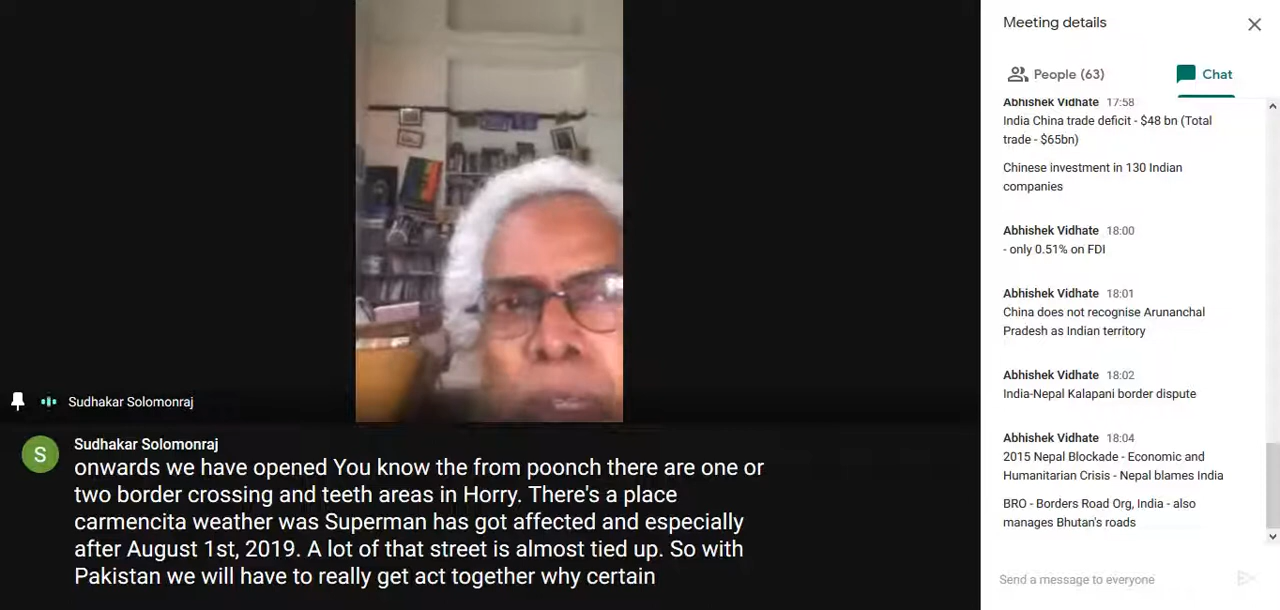 Meeting details
People (63)
Chat
Abhishek Vidhate 17:58
India China trade deficit - $48 bn (Total
trade - $65bn)
Chinese investment in 130 Indian
companies
Abhishek Vidhate 18:00
- only 0.51% on FDI
Abhishek Vidhate 18:01
China does not recognise Arunanchal
Pradesh as Indian territory
Abhishek Vidhate 18:02
India-Nepal Kalapani border dispute
Abhishek Vidhate 18:04
2015 Nepal Blockade - Economic and
Humanitarian Crisis - Nepal blames India
BRO - Borders Road Org, India - also
manages Bhutan's roads
Send a message to everyone
Sudhakar Solomonraj
S
Sudhakar Solomonraj
onwards we have opened You know the from poonch there are one or
two border crossing and teeth areas in Horry. There's a place
carmencita weather was Superman has got affected and especially
after August 1st, 2019. A lot of that street is almost tied up. So with
Pakistan we will have to really get act together why certain